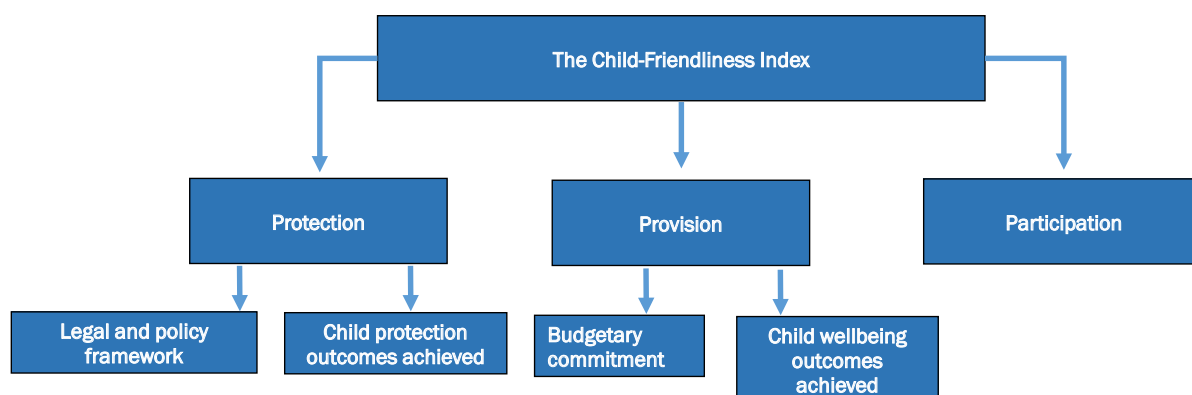 The Child-Friendliness Index
Protection
Provision
Participation
Legal and policy
framework
Child protection
outcomes achieved
Budgetary
commitment
Child wellbeing
outcomes
achieved